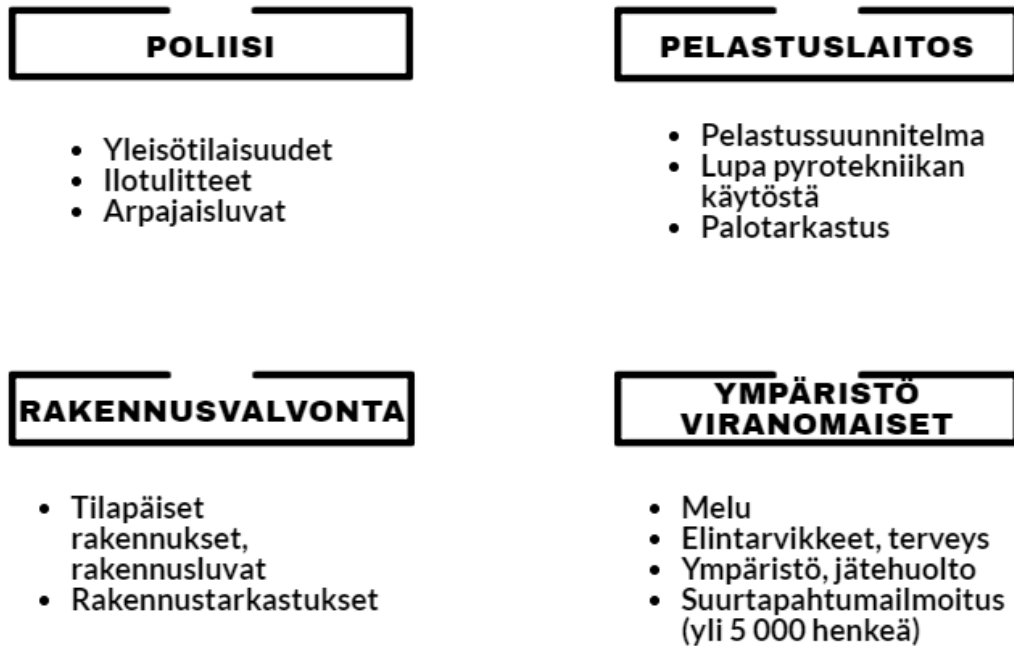 POLIISI
• Yleisötilaisuudet
• Ilotulitteet
• Arpajaisluvat
PELASTUSLAITOS
• Pelastussuunnitelma
• Lupa pyrotekniikan
käytöstä
• Palotarkastus
RAKENNUSVALVONTA
• Tilapäiset
rakennukset,
rakennusluvat
• Rakennustarkastukset
YMPÄRISTÖ
VIRANOMAISET
• Melu
• Elintarvikkeet, terveys
• Ympäristö, jätehuolto
• Suurtapahtumailmoitus
(yli 5 000 henkeä)